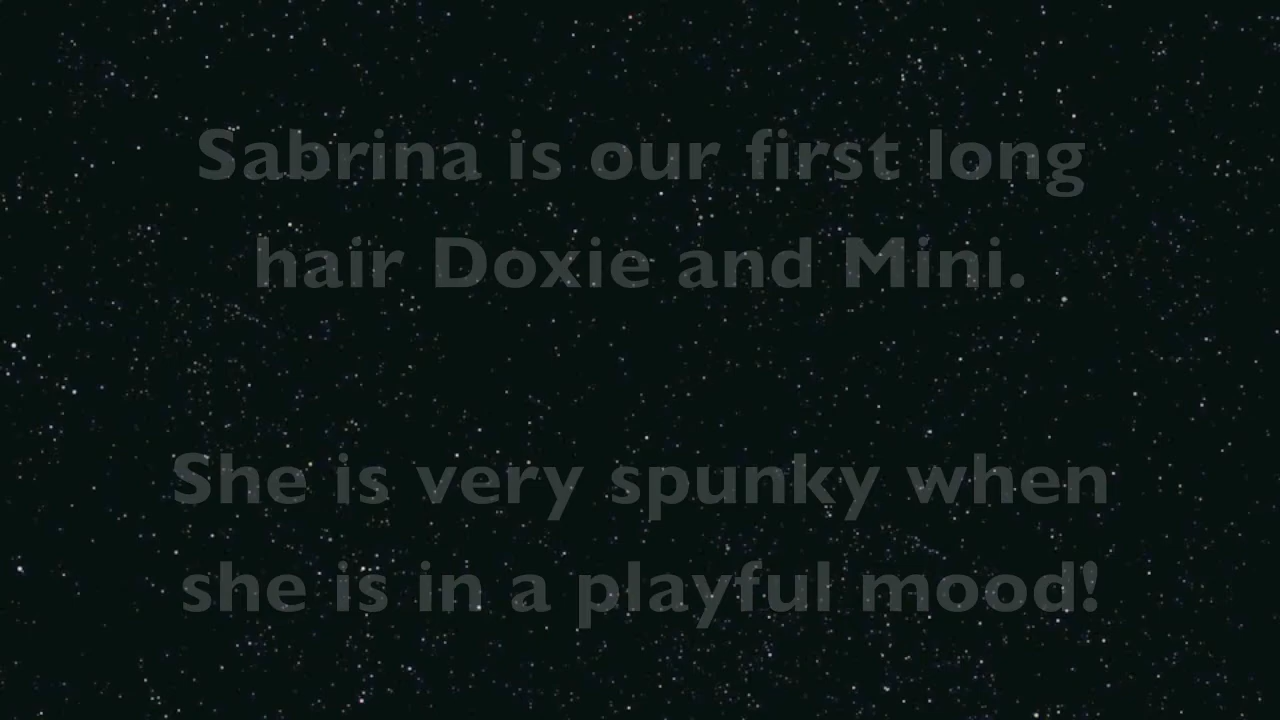 Sabrina is our first long
hair Doxie and Mini.
She is very spunky when
she is in a playful mood!